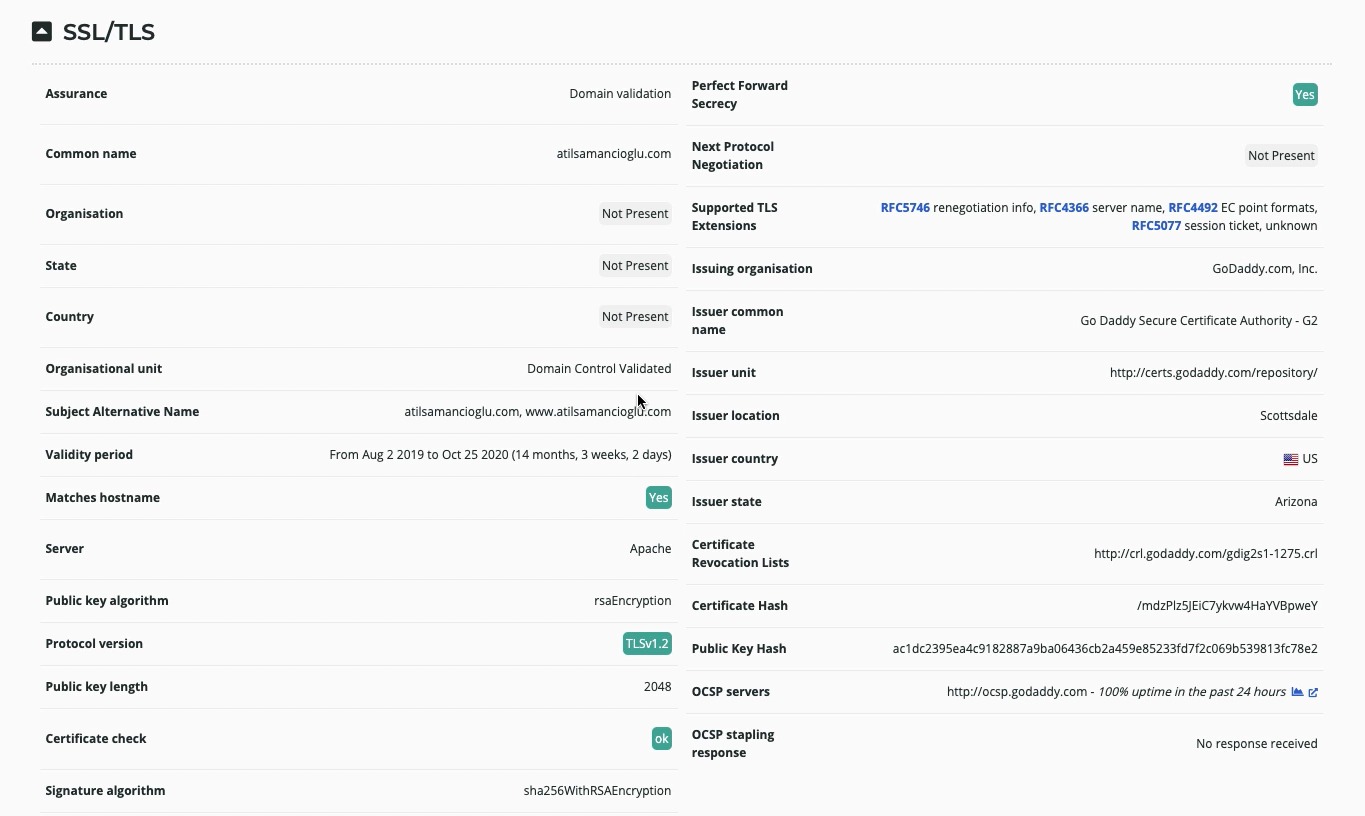 SSL/TLS
Assurance Domain validation
Common name atilsamancioglu.com
Organisation Not Present
State Not Present
Country Not Present
Organisational unit Domain Control Validated
Subject Alternative Name atilsamancioglu.com, www.atilsamancioglu.com
Validity period From Aug 2 2019 to Oct 25 2020 (14 months, 3 weeks, 2 days)
Matches hostname Yes
Server Apache
Public key algorithm rsaEncryption
Protocol version TLSv1.2
Public key length 2048
Certificate check ok
Signature algorithm sha256WithRSAEncryption
Perfect Forward
Secrecy Yes
Next Protocol
Negotiation Not Present
Supported TLS RFC5746 renegotiation info, RFC4366 server name, RFC4492 EC point formats,
Extensions RFC5077 session ticket, unknown
Issuing organisation GoDaddy.com, Inc.
Issuer common
name Go Daddy Secure Certificate Authority - G2
Issuer unit http://certs.godaddy.com/repository/
Issuer location Scottsdale
Issuer country US
Issuer state Arizona
Certificate
Revocation Lists http://crl.godaddy.com/gdig2s1-1275.crl
Certificate Hash /mdzPlz5JEiC7ykvw4HaYVBpweY
Public Key Hash ac1dc2395ea4c9182887a9ba06436cb2a459e85233fd7f2c069b539813fc78e2
OCSP servers http://ocsp.godaddy.com - 100% uptime in the past 24 hours
OCSP stapling
response No response received